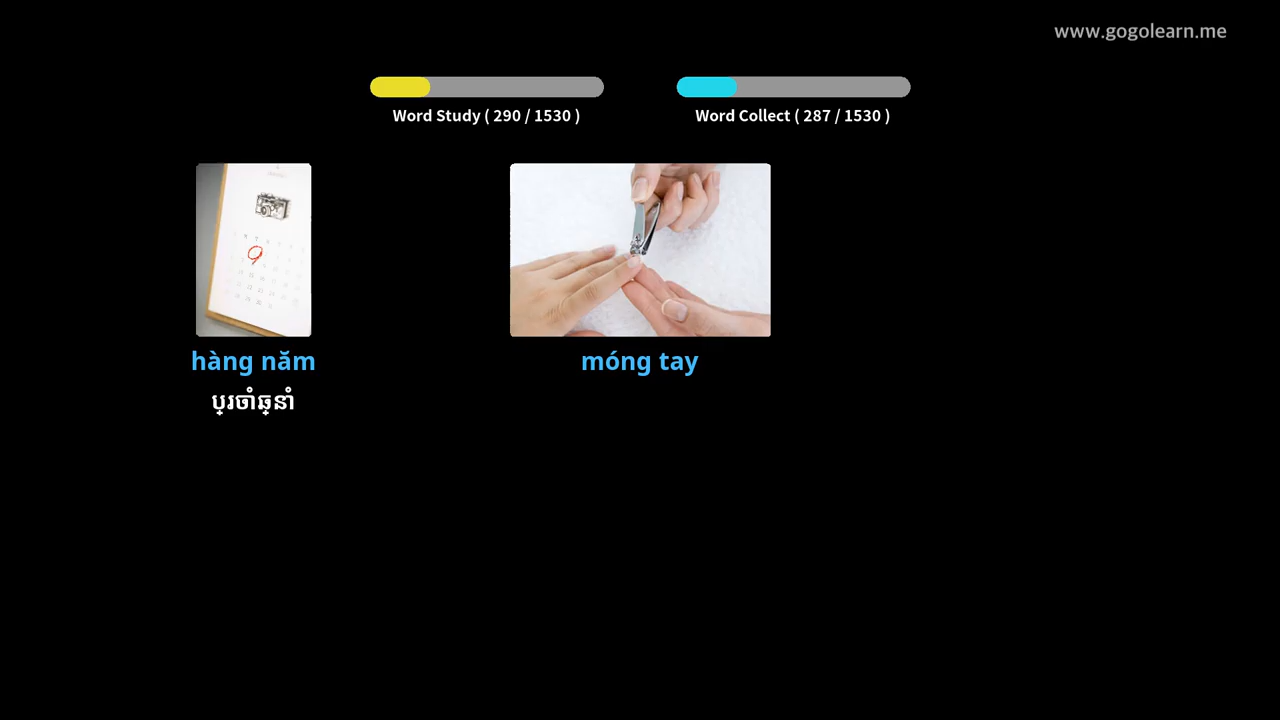 www.gogolearn.me
Word Study ( 290 / 1530 )
Word Collect ( 287 / 1530 )
hàng năm
ប្រចាំឆ្នាំ
móng tay